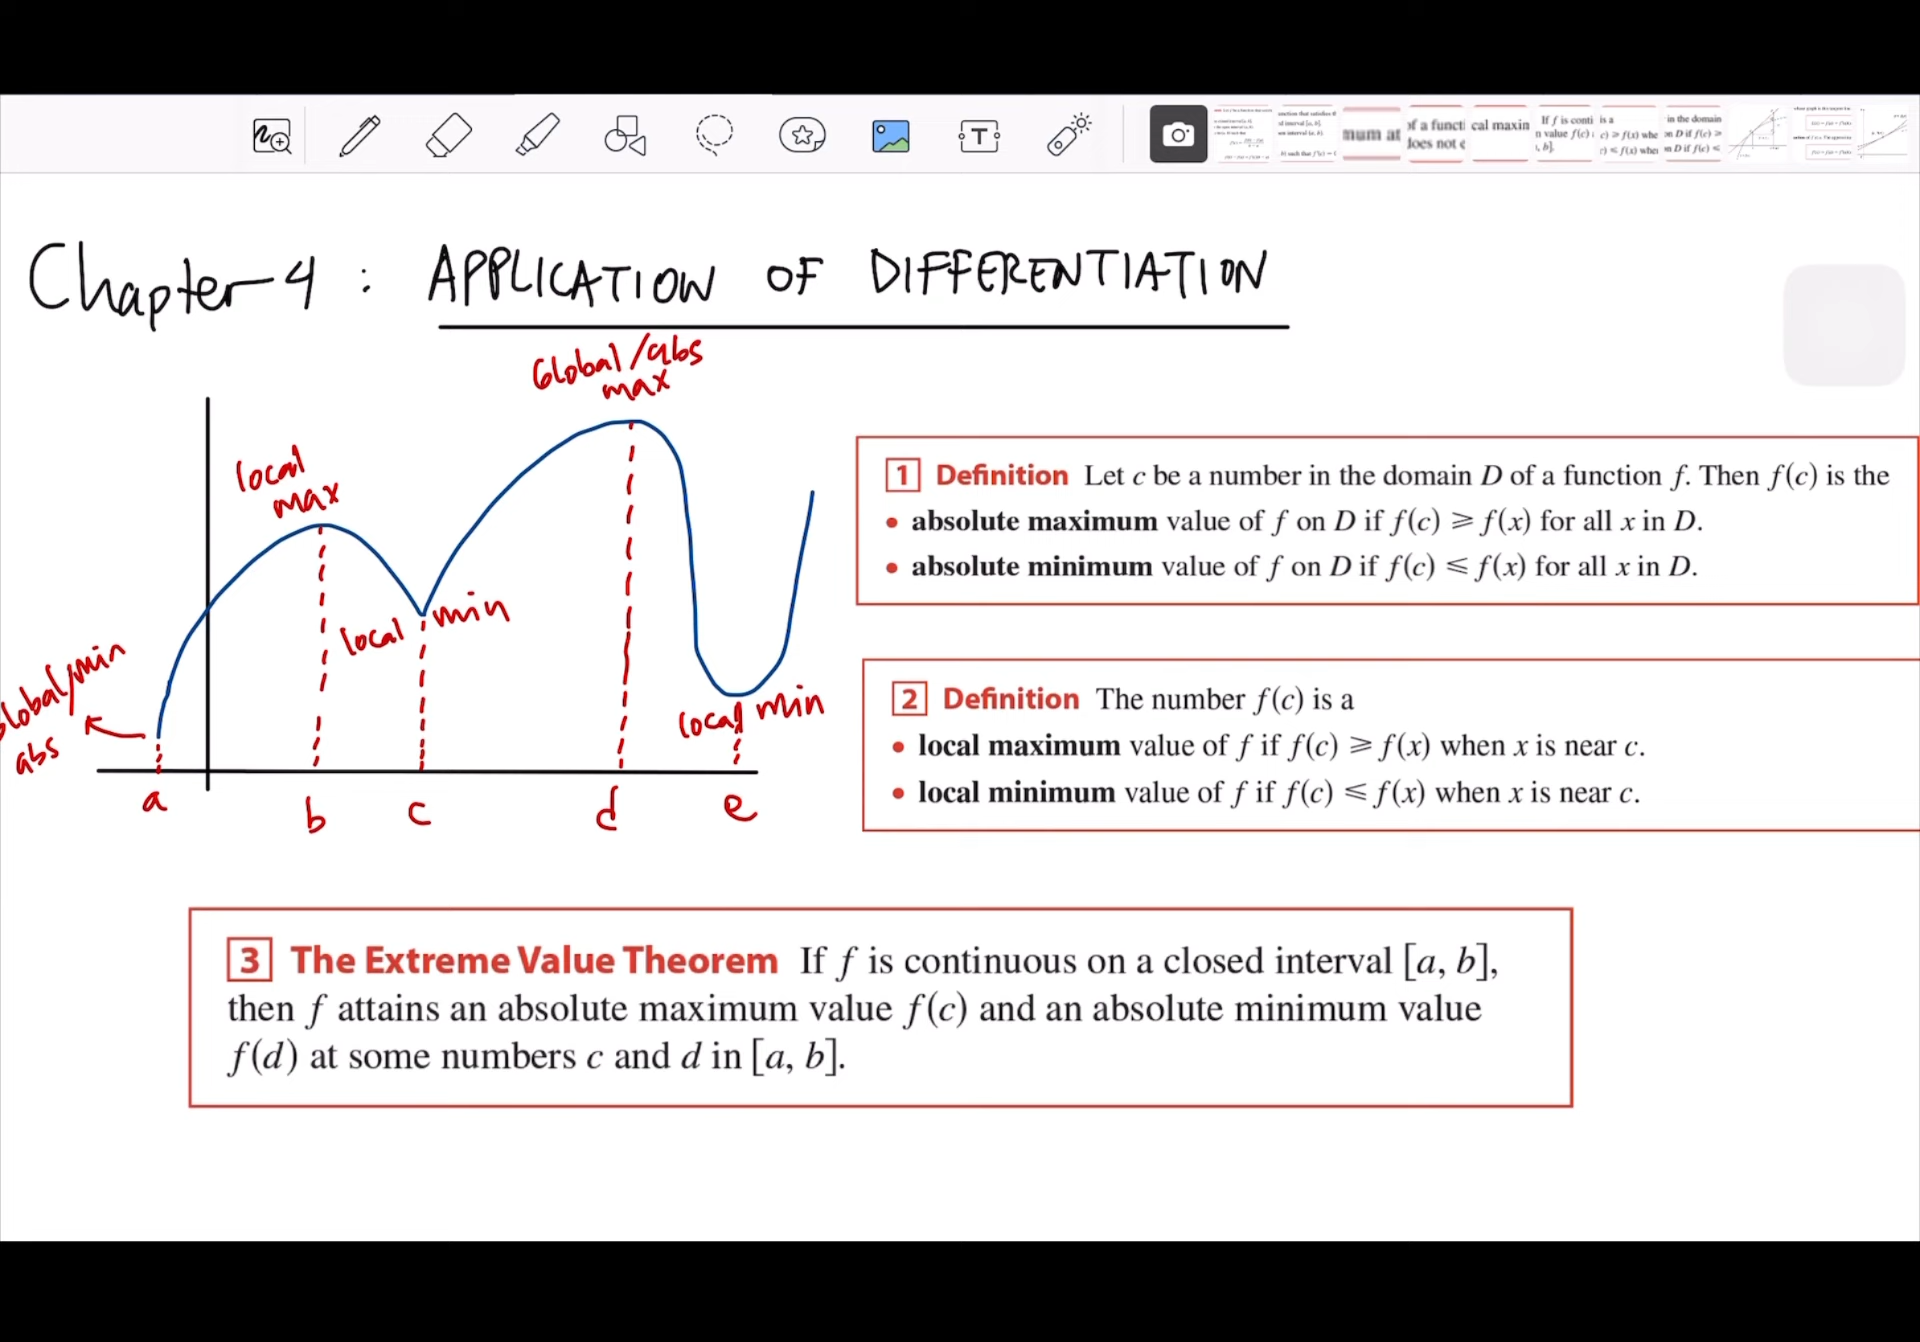 Chapter 4 : APPLICATION OF DIFFERENTIATION
Global/abs
max
local
max
local min
Global/min
abs
local min
a
b
c
d
e
1 Definition Let c be a number in the domain D of a function f. Then f(c) is the
• absolute maximum value of f on D if f(c) ⩾ f(x) for all x in D.
• absolute minimum value of f on D if f(c) ⩽ f(x) for all x in D.
2 Definition The number f(c) is a
• local maximum value of f if f(c) ⩾ f(x) when x is near c.
• local minimum value of f if f(c) ⩽ f(x) when x is near c.
3 The Extreme Value Theorem If f is continuous on a closed interval [a, b],
then f attains an absolute maximum value f(c) and an absolute minimum value
f(d) at some numbers c and d in [a, b].